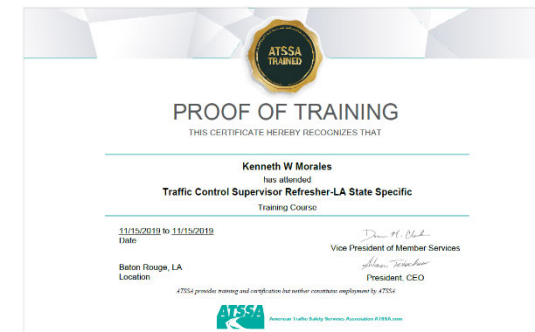 ATSSA
TRAINED
PROOF OF TRAINING
THIS CERTIFICATE HEREBY RECOGNIZES THAT
Kenneth W Morales
has attended
Traffic Control Supervisor Refresher-LA State Specific
Training Course
11/15/2019 to 11/15/2019
Date
Vice President of Member Services
Baton Rouge, LA
Location
President, CEO
ATSSA provides training and certification but neither constitutes employment by ATSSA
ATSSA
American Traffic Safety Services Association ATSSA.com